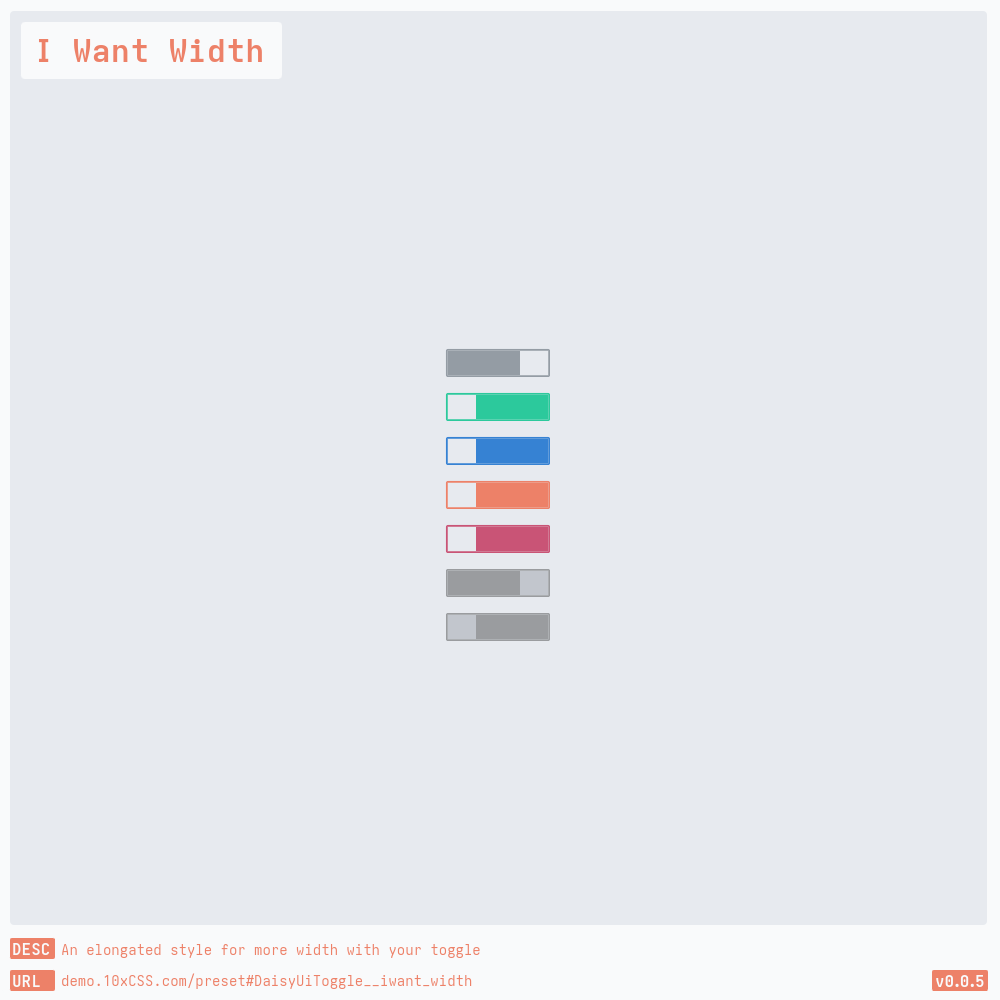 I Want Width
DESC An elongated style for more width with your toggle
URL demo.10xCSS.com/preset#DaisyUiToggle__iwant_width
v0.0.5